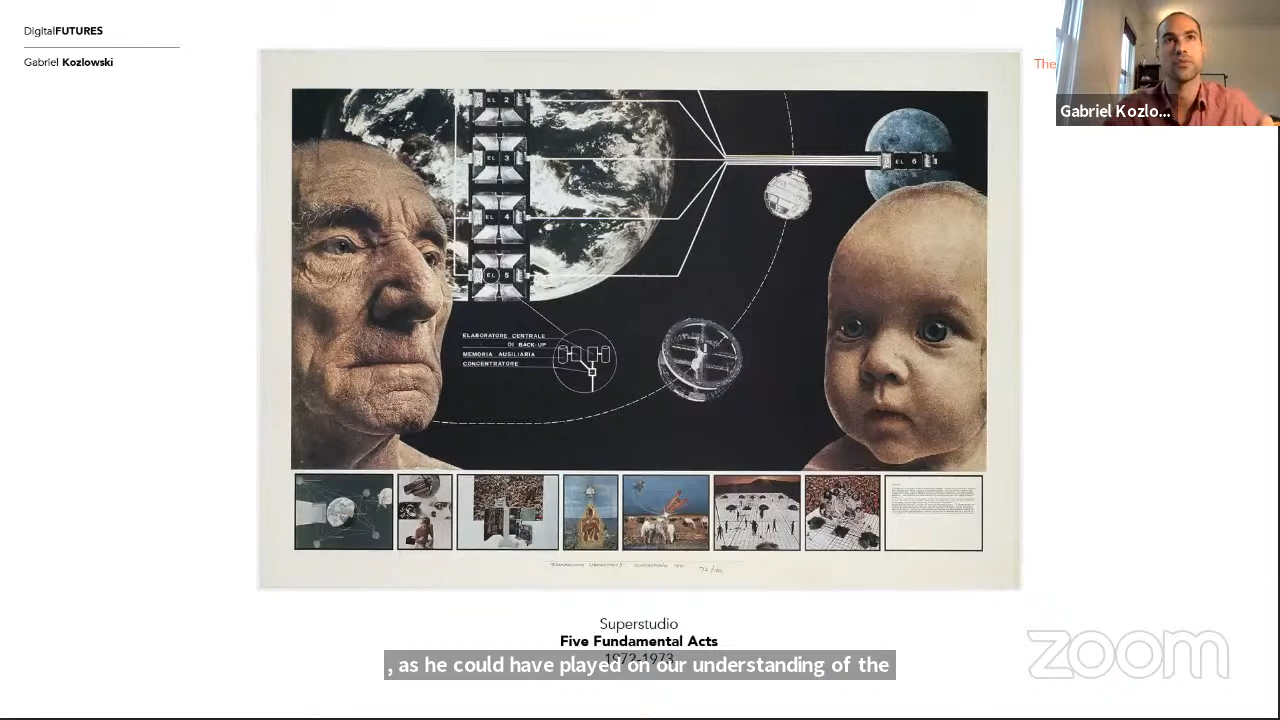 DigitalFUTURES
Gabriel Kozlowski
The
Gabriel Kozlo...
EL 2
EL 3
EL 4
EL 5
EL 6
ELABORATORE CENTRALE
DI BACK-UP
MEMORIA AUSILIARIA
CONCENTRATORE
Superstudio
Five Fundamental Acts
1972-1973
, as he could have played on our understanding of the
zoom